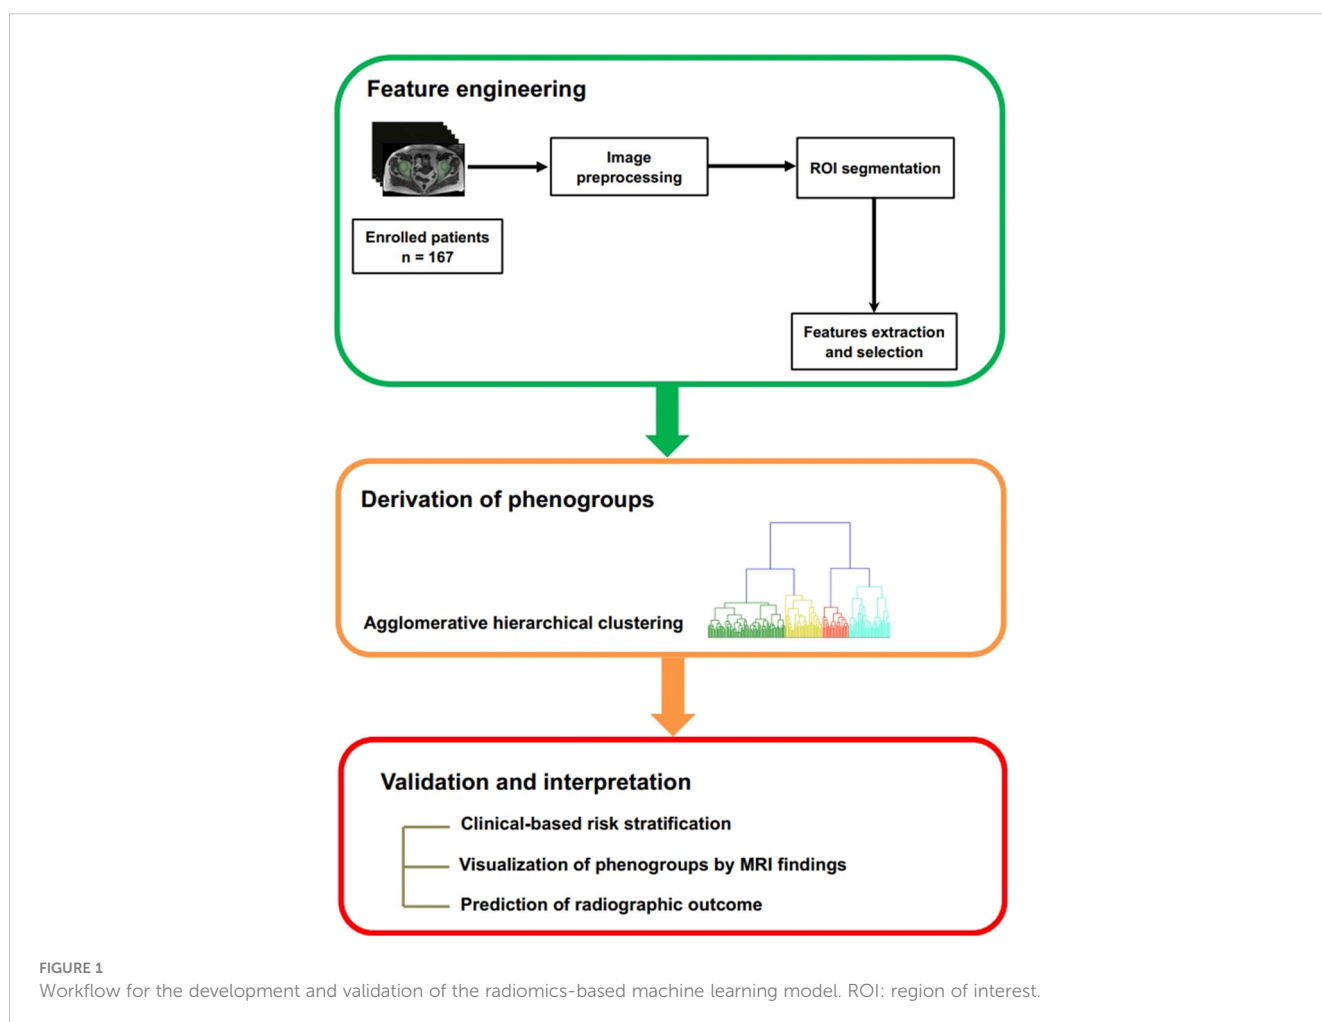 Feature engineering
Image
preprocessing
ROI segmentation
Enrolled patients
n = 167
Features extraction
and selection
Derivation of phenogroups
Agglomerative hierarchical clustering
Validation and interpretation
Clinical-based risk stratification
Visualization of phenogroups by MRI findings
Prediction of radiographic outcome
FIGURE 1
Workflow for the development and validation of the radiomics-based machine learning model. ROI: region of interest.